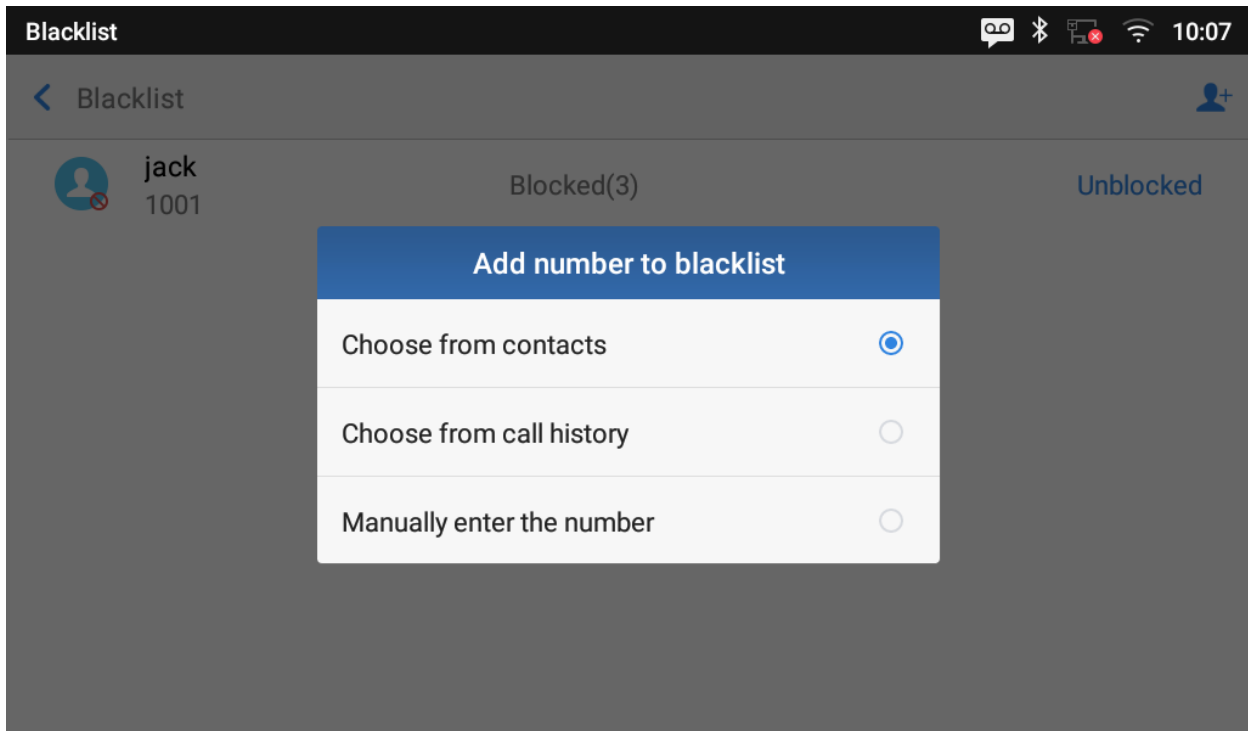 Blacklist 10:07
Blacklist
jack
1001 Blocked(3) Unblocked
Add number to blacklist
Choose from contacts
Choose from call history
Manually enter the number